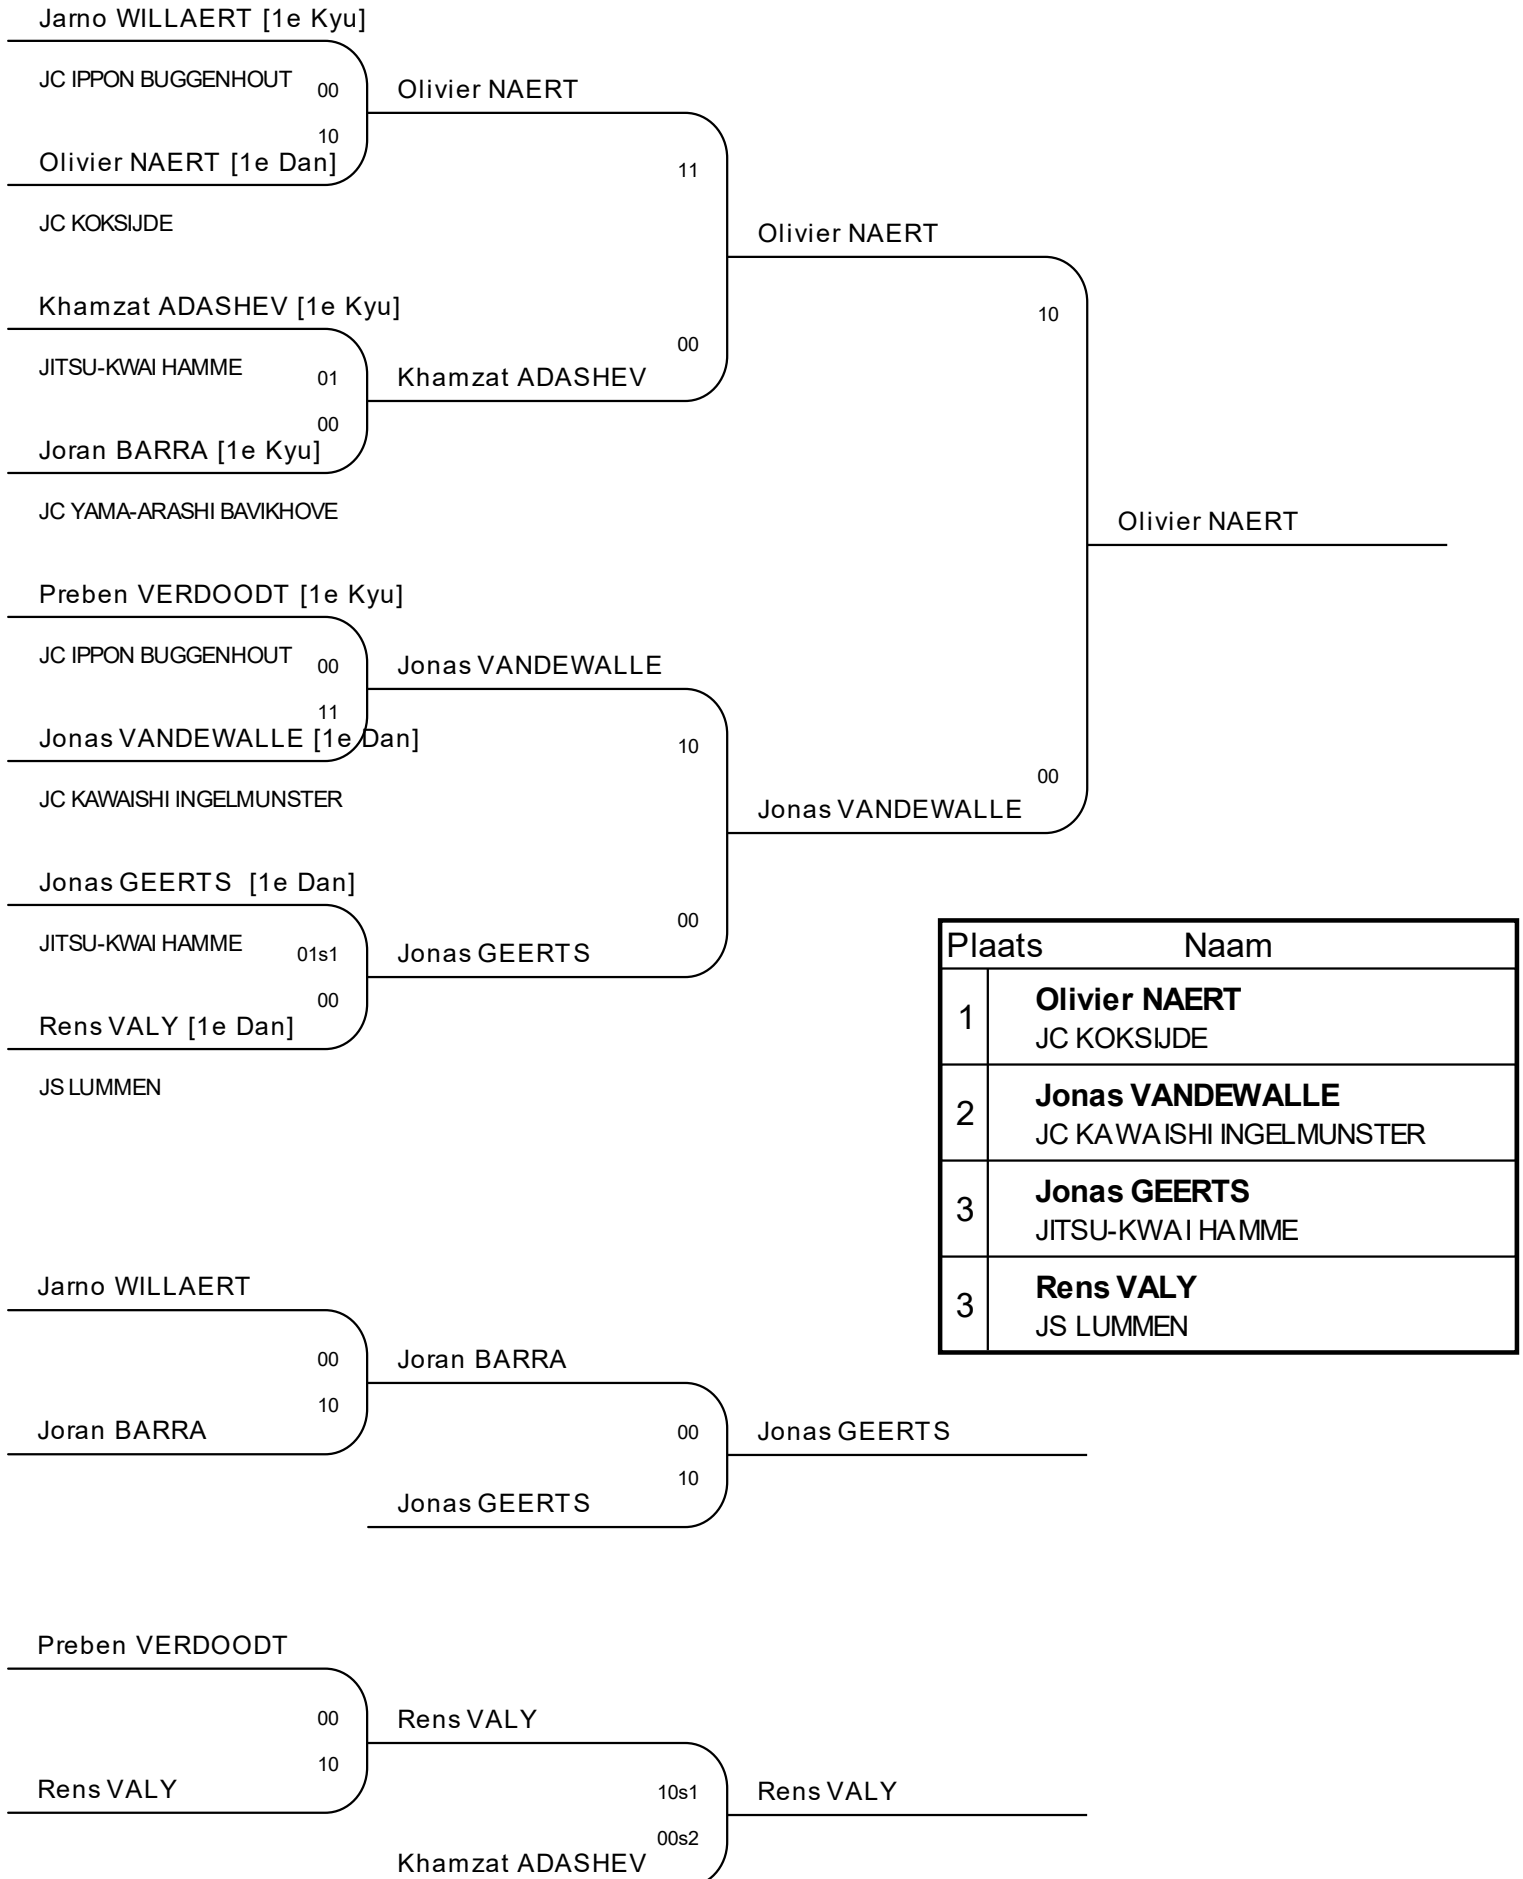 Jarno WILLAERT [1e Kyu]
JC IPPON BUGGENHOUT
00
Olivier NAERT
10
Olivier NAERT [1e Dan]
11
JC KOKSIJDE
Olivier NAERT
Khamzat ADASHEV [1e Kyu]
10
00
JITSU-KWAI HAMME
01
Khamzat ADASHEV
00
Joran BARRA [1e Kyu]
JC YAMA-ARASHI BAVIKHOVE
Olivier NAERT
Preben VERDOODT [1e Kyu]
JC IPPON BUGGENHOUT
00
Jonas VANDEWALLE
11
Jonas VANDEWALLE [1e Dan]
10
00
JC KAWAISHI INGELMUNSTER
Jonas VANDEWALLE
Jonas GEERTS [1e Dan]
00
JITSU-KWAI HAMME
01s1
Jonas GEERTS
00
Rens VALY [1e Dan]
JS LUMMEN
Plaats Naam
1
Olivier NAERT
JC KOKSIJDE
2
Jonas VANDEWALLE
JC KAWAISHI INGELMUNSTER
3
Jonas GEERTS
JITSU-KWAI HAMME
3
Rens VALY
JS LUMMEN
Jarno WILLAERT
00
Joran BARRA
10
Joran BARRA
00
Jonas GEERTS
10
Jonas GEERTS
Preben VERDOODT
00
Rens VALY
10
Rens VALY
10s1
Rens VALY
00s2
Khamzat ADASHEV